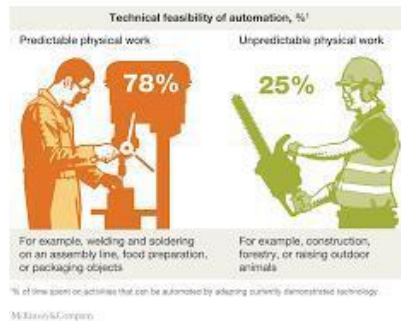 Technical feasibility of automation, %¹
Predictable physical work
Unpredictable physical work
78%
25%
For example, welding and soldering
on an assembly line, food preparation,
or packaging objects
For example, construction,
forestry, or raising outdoor
animals
¹% of time spent on activities that can be automated by adapting currently demonstrated technology.
McKinsey&Company